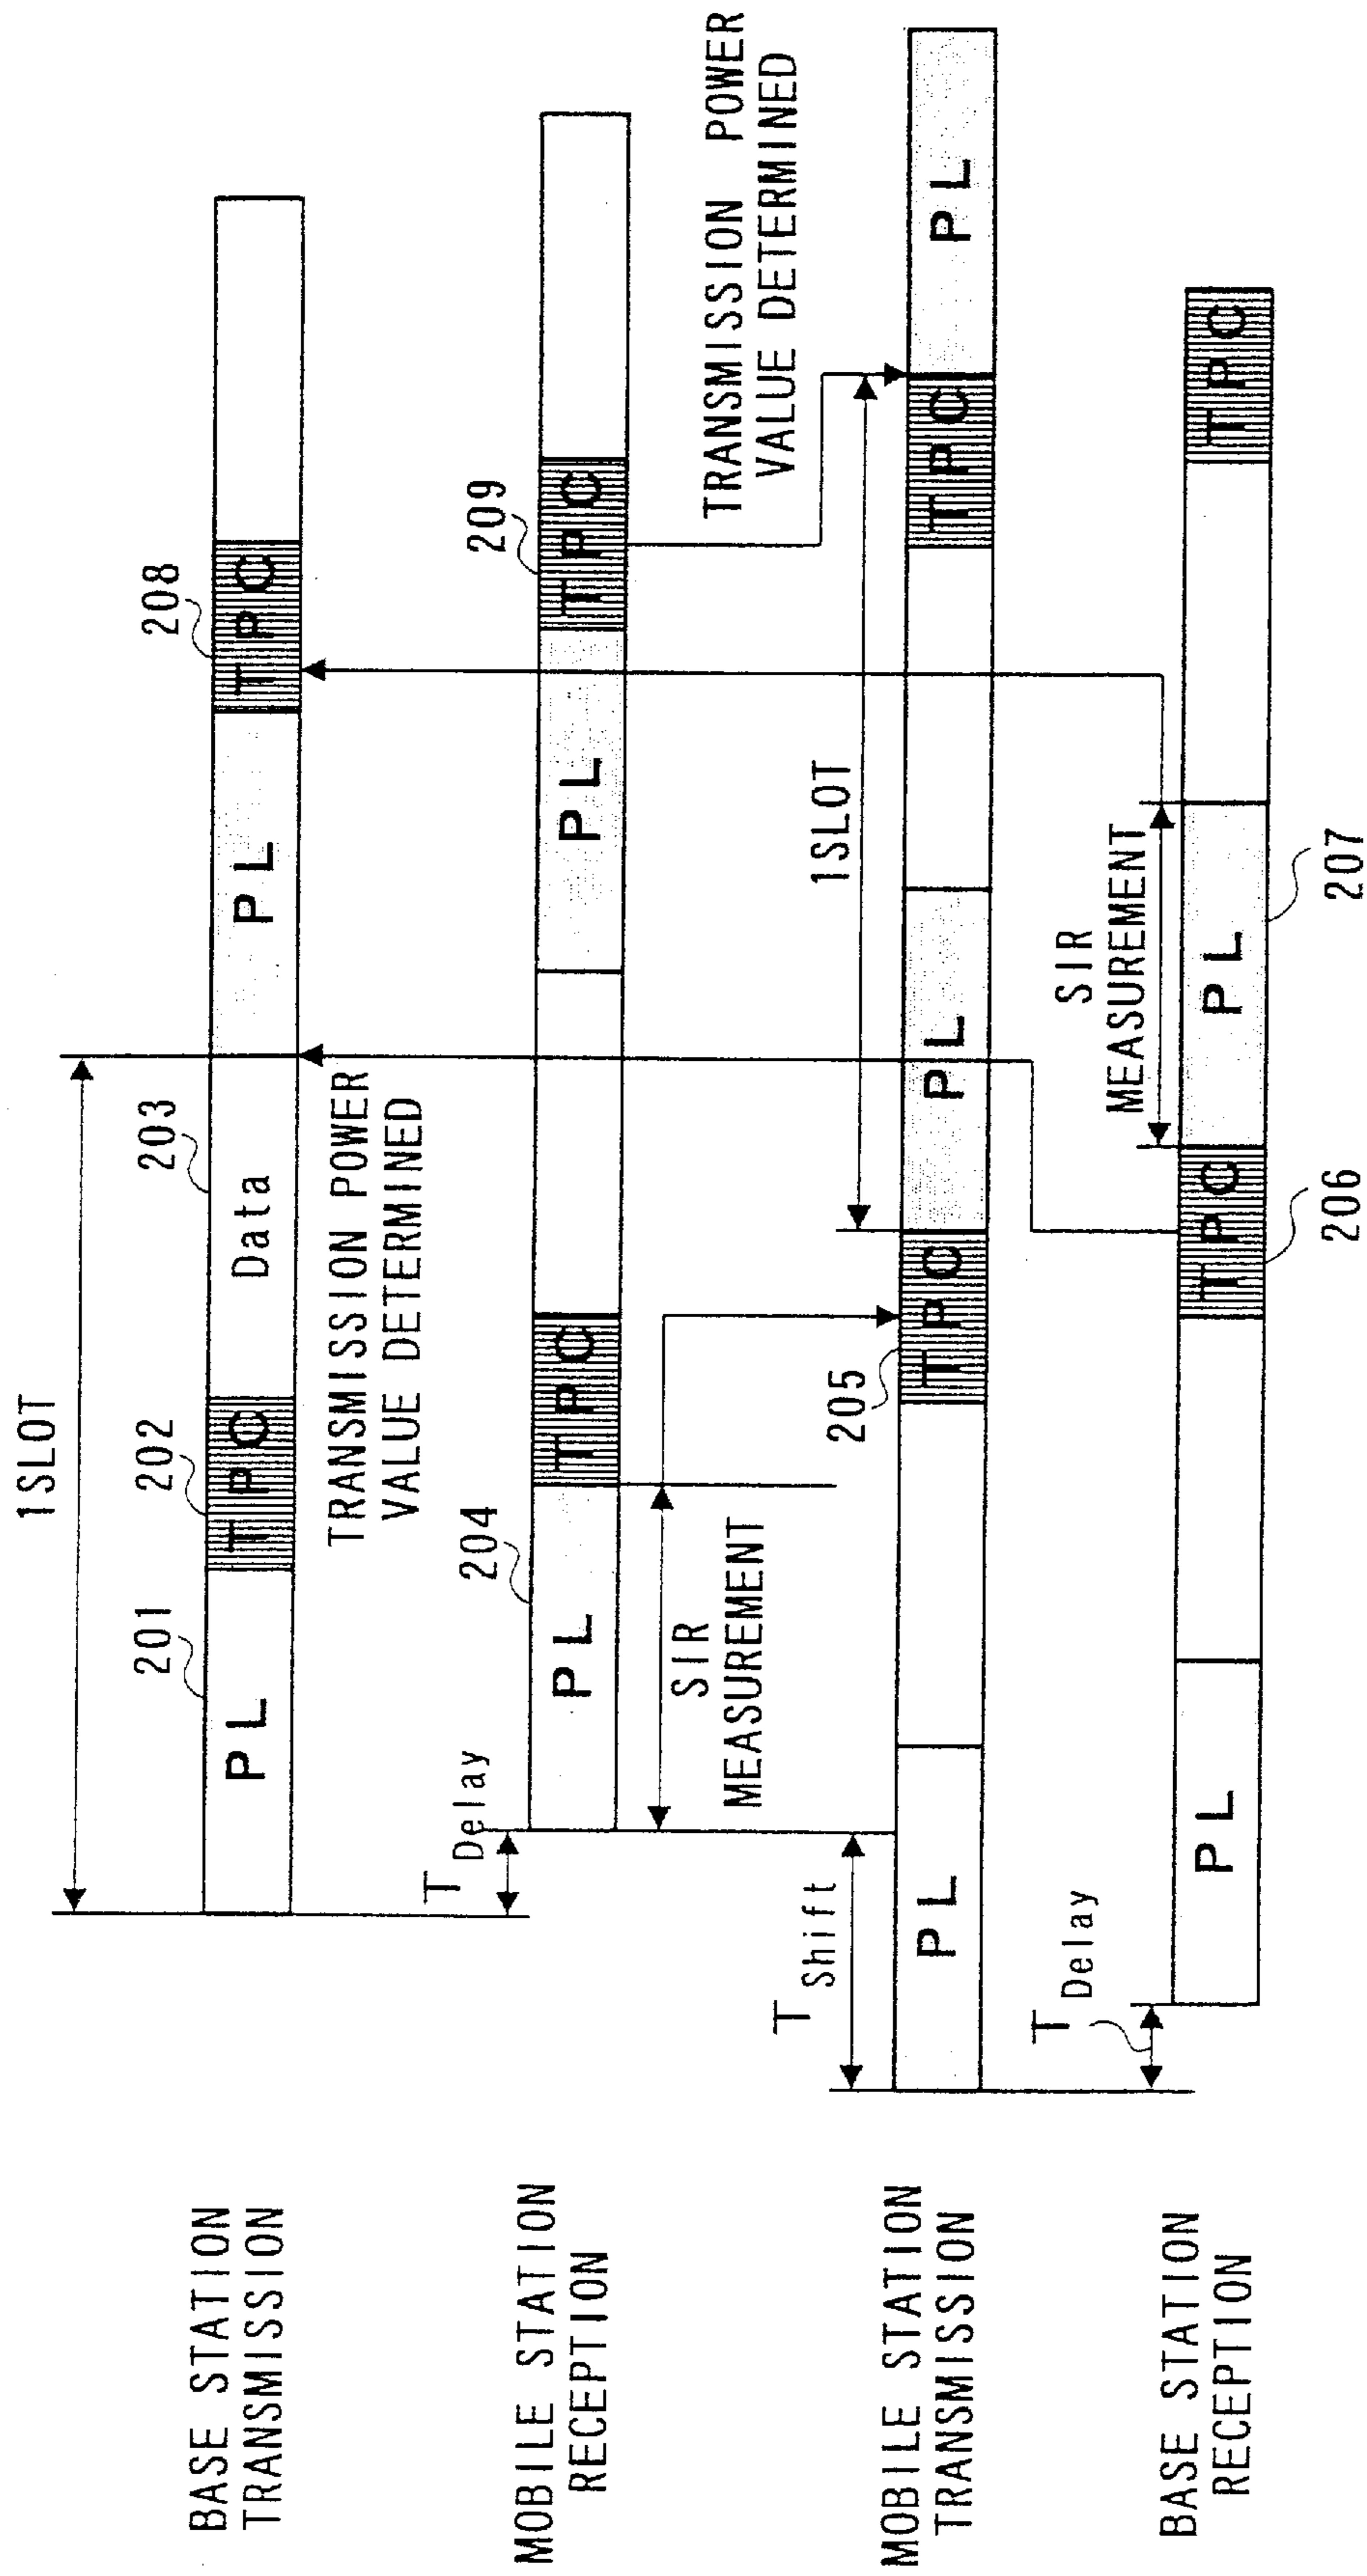 BASE STATION
TRANSMISSION
1SLOT
201
202
203
208
PL
TPC
Data
PL
TPC
TRANSMISSION POWER
VALUE DETERMINED
MOBILE STATION
RECEPTION
T Delay
204
209
PL
TPC
PL
TPC
SIR
MEASUREMENT
TRANSMISSION POWER
VALUE DETERMINED
MOBILE STATION
TRANSMISSION
T Shift
205
1SLOT
PL
TPC
PL
TPC
PL
BASE STATION
RECEPTION
T Delay
SIR
MEASUREMENT
PL
TPC
PL
TPC
206
207